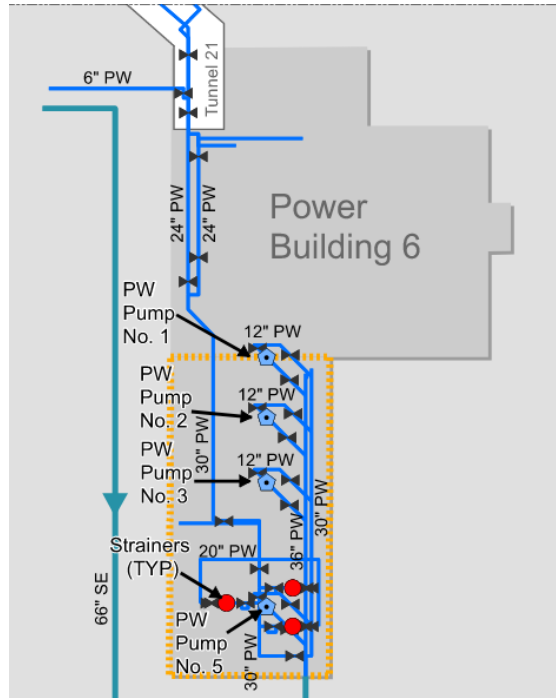 Tunnel 21
6" PW
24" PW
24" PW
Power
Building 6
PW
Pump
No. 1
12" PW
PW
Pump
No. 2
12" PW
PW
Pump
No. 3
12" PW
30" PW
30" PW
36" PW
Strainers
(TYP)
20" PW
66" SE
PW
Pump
No. 5
30" PW